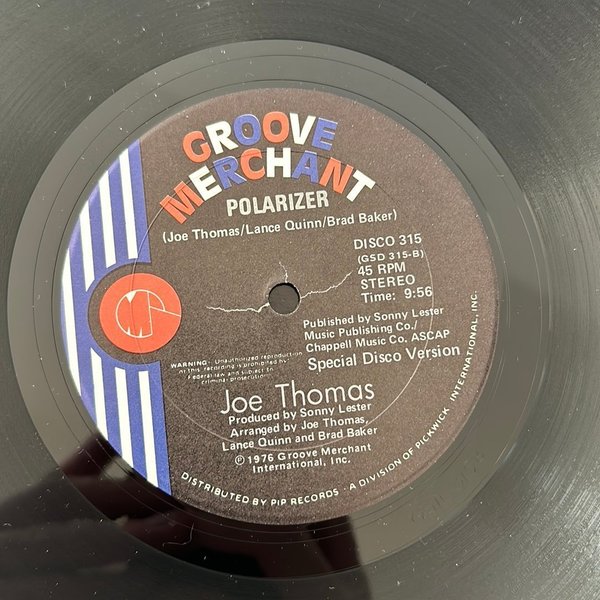 GROOVE
MERCHANT
POLARIZER
(Joe Thomas/Lance Quinn/Brad Baker)
DISCO 315
(GSD 315-B)
45 RPM
STEREO
Time: 9:56
Published by Sonny Lester
Music Publishing Co./
Chappell Music Co. ASCAP
Special Disco Version
WARNING: Unauthorized reproduction
of this recording is prohibited by
Federal law and subject to
criminal prosecution.
Joe Thomas
Produced by Sonny Lester
Arranged by Joe Thomas,
Lance Quinn and Brad Baker
℗ 1976 Groove Merchant
International, Inc.
DISTRIBUTED BY PIP RECORDS · A DIVISION OF PICKWICK INTERNATIONAL, INC.